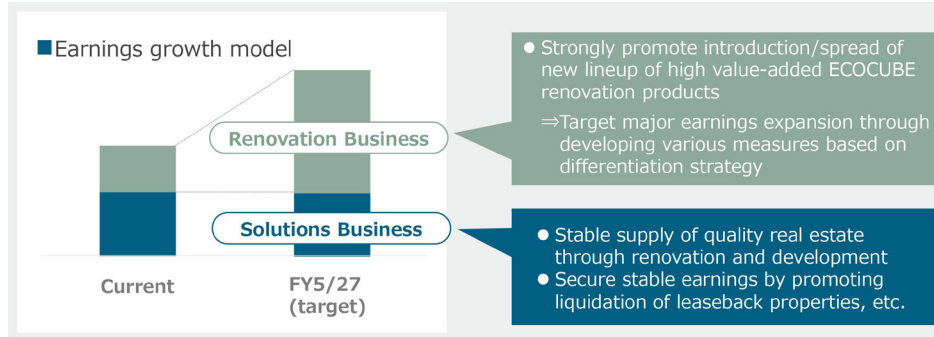 ■Earnings growth model
Renovation Business
Solutions Business
Current
FY5/27
(target)
● Strongly promote introduction/spread of
new lineup of high value-added ECOCUBE
renovation products
⇒Target major earnings expansion through
developing various measures based on
differentiation strategy
● Stable supply of quality real estate
through renovation and development
● Secure stable earnings by promoting
liquidation of leaseback properties, etc.